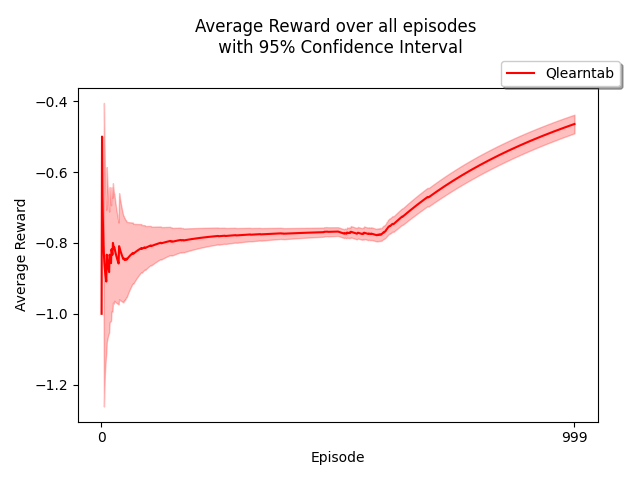 Average Reward over all episodes
with 95% Confidence Interval
Qlearntab
−0.4
−0.6
−0.8
−1.0
−1.2
Average Reward
0
999
Episode